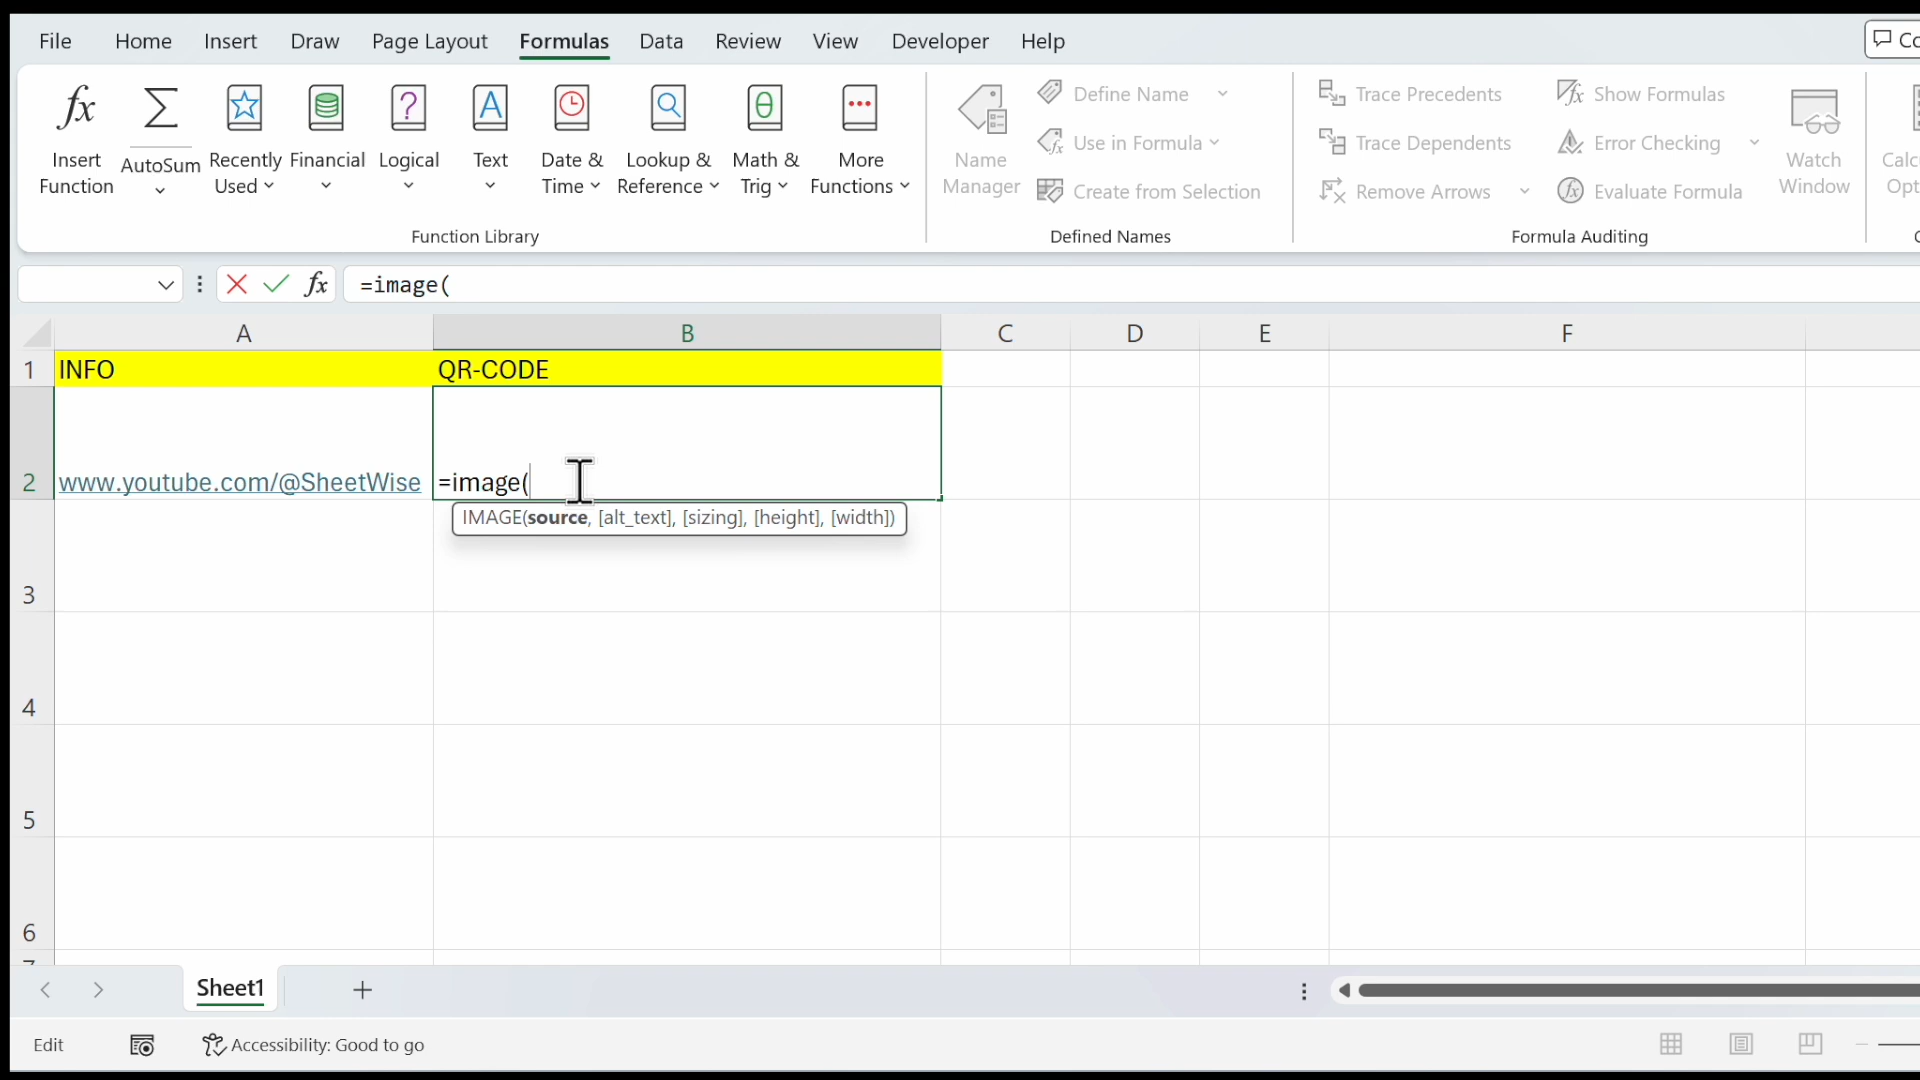 File Home Insert Draw Page Layout Formulas Data Review View Developer Help
Insert Function
AutoSum
Recently Used
Financial
Logical
Text
Date & Time
Lookup & Reference
Math & Trig
More Functions
Function Library
Name Manager
Define Name
Use in Formula
Create from Selection
Defined Names
Trace Precedents
Trace Dependents
Remove Arrows
Show Formulas
Error Checking
Evaluate Formula
Formula Auditing
Watch Window
fx =image(
A B C D E F
1 INFO QR-CODE
2 www.youtube.com/@SheetWise =image(
IMAGE(source, [alt_text], [sizing], [height], [width])
3
4
5
6
Sheet1
Edit Accessibility: Good to go